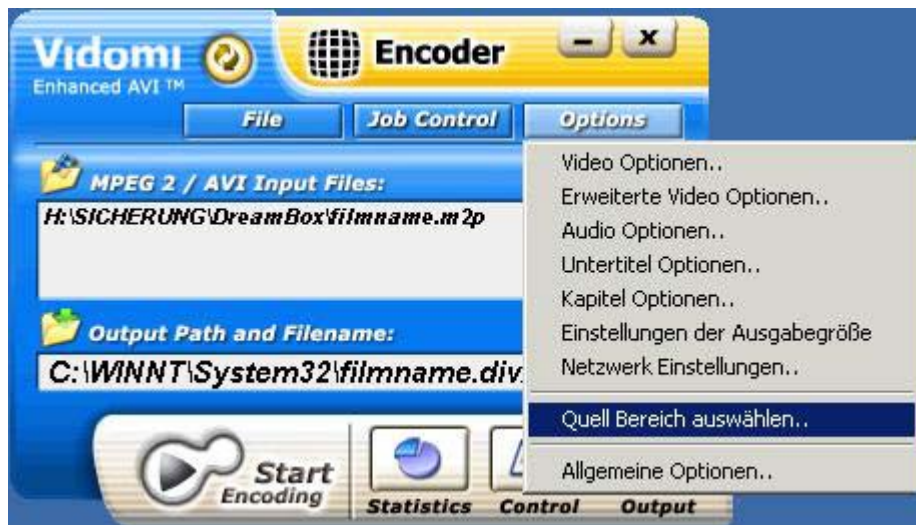 Vidomi
Enhanced AVI ™
Encoder
File
Job Control
Options
MPEG 2 / AVI Input Files:
H:\SICHERUNG\DreamBox\filmname.m2p
Output Path and Filename:
C:\WINNT\System32\filmname.div
Start
Encoding
Statistics
Control
Output
Video Optionen..
Erweiterte Video Optionen..
Audio Optionen..
Untertitel Optionen..
Kapitel Optionen..
Einstellungen der Ausgabegröße
Netzwerk Einstellungen..
Quell Bereich auswählen..
Allgemeine Optionen..